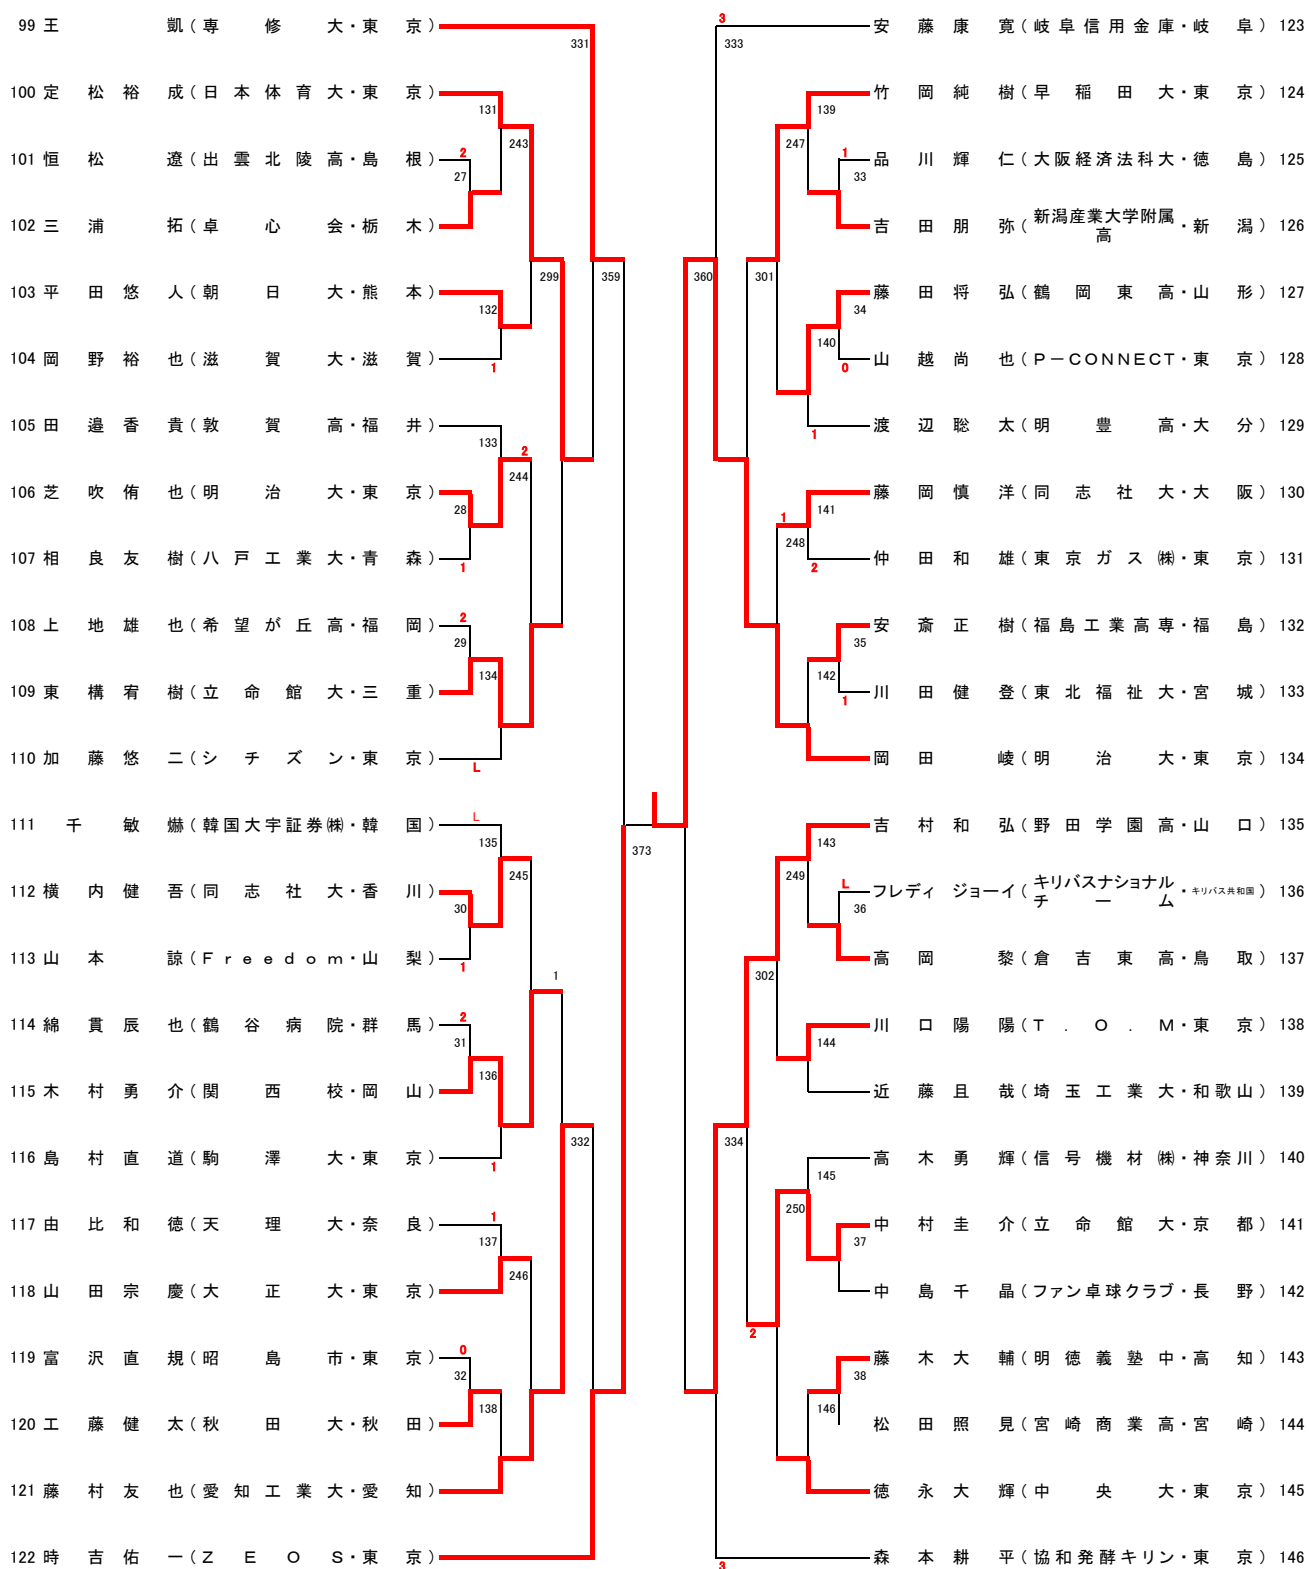 99 王 凱 ( 専 修 大 ・ 東 京 )
331
100 定 松 裕 成 ( 日 本 体 育 大 ・ 東 京 )
131
243
101 恒 松 遼 ( 出 雲 北 陵 高 ・ 島 根 ) 2
27
102 三 浦 拓 ( 卓 心 会 ・ 栃 木 )
299
359
103 平 田 悠 人 ( 朝 日 大 ・ 熊 本 )
132
104 岡 野 裕 也 ( 滋 賀 大 ・ 滋 賀 )
1
105 田 邉 香 貴 ( 敦 賀 高 ・ 福 井 )
133
2
244
106 芝 吹 侑 也 ( 明 治 大 ・ 東 京 )
28
107 相 良 友 樹 ( 八 戸 工 業 大 ・ 青 森 )
1
108 上 地 雄 也 ( 希 望 が 丘 高 ・ 福 岡 ) 2
29
134
109 東 構 宥 樹 ( 立 命 館 大 ・ 三 重 )
110 加 藤 悠 二 ( シ チ ズ ン ・ 東 京 )
L
111 千 敏 爀 ( 韓国大宇証券㈱ ・ 韓 国 ) L
135
373
245
112 横 内 健 吾 ( 同 志 社 大 ・ 香 川 )
30
113 山 本 諒 ( F r e e d o m ・ 山 梨 )
1
1
114 綿 貫 辰 也 ( 鶴 谷 病 院 ・ 群 馬 ) 2
31
136
115 木 村 勇 介 ( 関 西 校 ・ 岡 山 )
332
116 島 村 直 道 ( 駒 澤 大 ・ 東 京 )
1
117 由 比 和 徳 ( 天 理 大 ・ 奈 良 ) 1
137
246
118 山 田 宗 慶 ( 大 正 大 ・ 東 京 )
119 富 沢 直 規 ( 昭 島 市 ・ 東 京 ) 0
32
138
120 工 藤 健 太 ( 秋 田 大 ・ 秋 田 )
121 藤 村 友 也 ( 愛 知 工 業 大 ・ 愛 知 )
122 時 吉 佑 一 ( Z E O S ・ 東 京 )
3 安 藤 康 寛 ( 岐 阜 信 用 金 庫 ・ 岐 阜 ) 123
333
竹 岡 純 樹 ( 早 稲 田 大 ・ 東 京 ) 124
139
247
1 品 川 輝 仁 ( 大阪経済法科大 ・ 徳 島 ) 125
33
吉 田 朋 弥 ( 新潟産業大学附属高 ・ 新 潟 ) 126
360
301
藤 田 将 弘 ( 鶴 岡 東 高 ・ 山 形 ) 127
34
140
山 越 尚 也 ( P－CONNECT ・ 東 京 ) 128
0
渡 辺 聡 太 ( 明 豊 高 ・ 大 分 ) 129
1
藤 岡 慎 洋 ( 同 志 社 大 ・ 大 阪 ) 130
141
1
248
仲 田 和 雄 ( 東 京 ガ ス ㈱ ・ 東 京 ) 131
2
安 斎 正 樹 ( 福 島 工 業 高 専 ・ 福 島 ) 132
35
142
川 田 健 登 ( 東 北 福 祉 大 ・ 宮 城 ) 133
1
岡 田 崚 ( 明 治 大 ・ 東 京 ) 134
吉 村 和 弘 ( 野 田 学 園 高 ・ 山 口 ) 135
143
249
L フレディ ジョーイ ( キリバスナショナルチーム ・ キリバス共和国 ) 136
36
高 岡 黎 ( 倉 吉 東 高 ・ 鳥 取 ) 137
302
川 口 陽 陽 ( T . O . M ・ 東 京 ) 138
144
近 藤 且 哉 ( 埼 玉 工 業 大 ・ 和歌山 ) 139
334
高 木 勇 輝 ( 信 号 機 材 ㈱ ・ 神奈川 ) 140
145
250
中 村 圭 介 ( 立 命 館 大 ・ 京 都 ) 141
37
中 島 千 晶 ( ファン卓球クラブ ・ 長 野 ) 142
2
藤 木 大 輔 ( 明 徳 義 塾 中 ・ 高 知 ) 143
38
146
松 田 照 見 ( 宮 崎 商 業 高 ・ 宮 崎 ) 144
徳 永 大 輝 ( 中 央 大 ・ 東 京 ) 145
森 本 耕 平 ( 協和発酵キリン ・ 東 京 ) 146
3